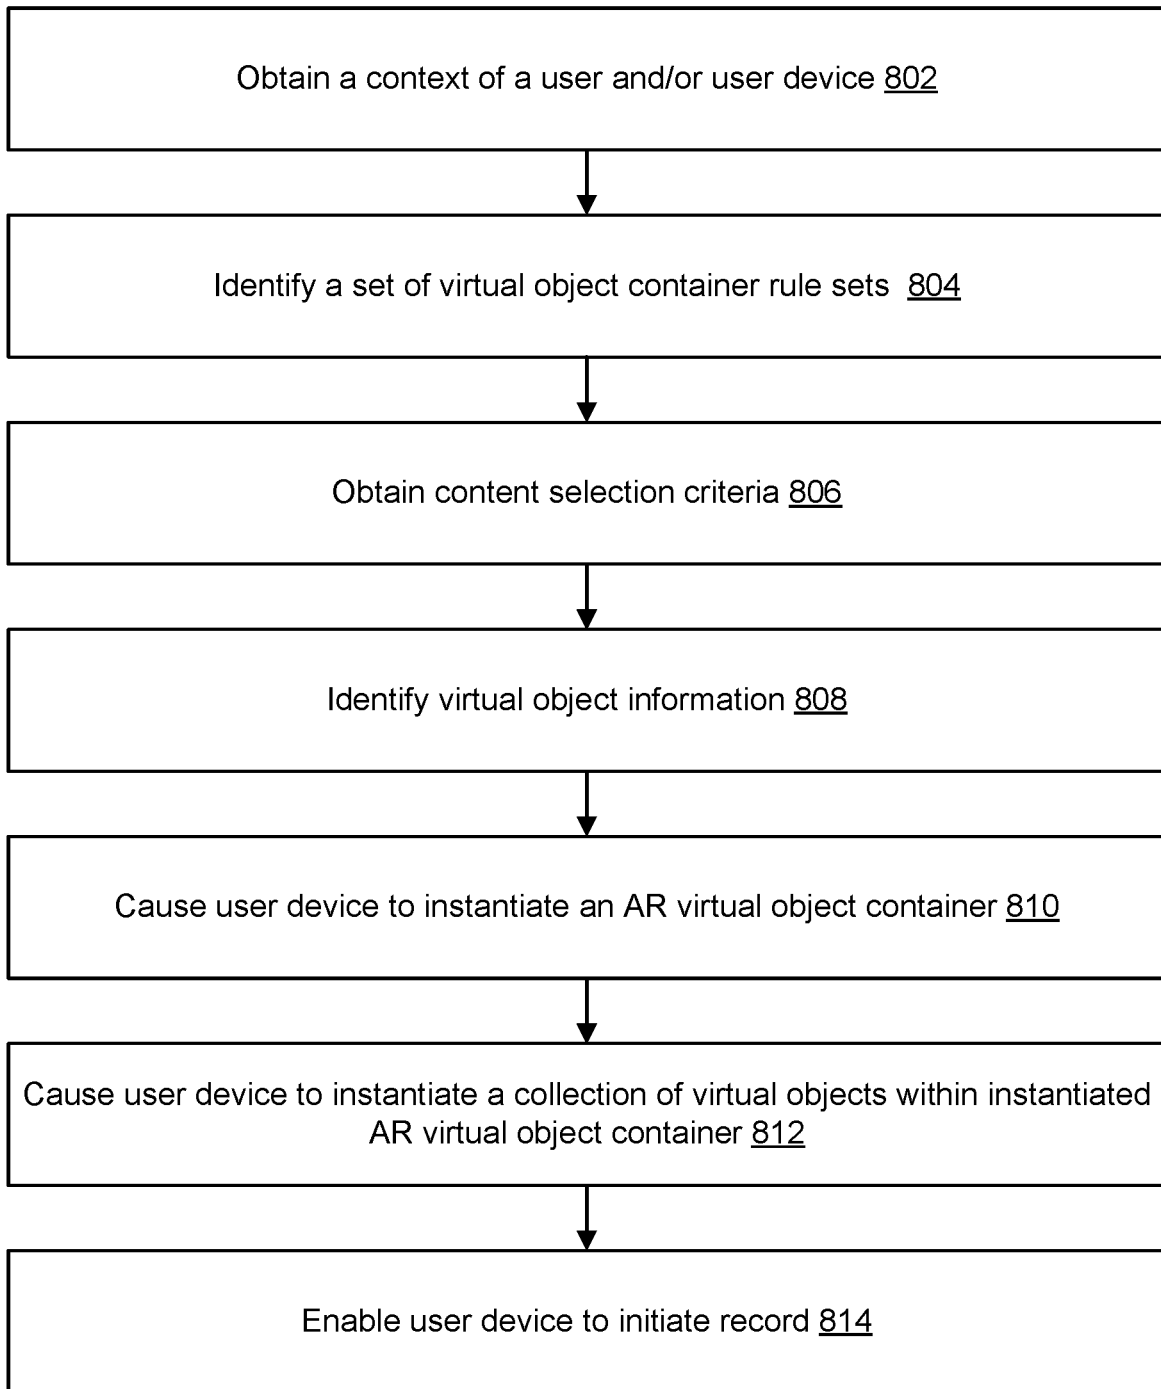 Obtain a context of a user and/or user device 802
Identify a set of virtual object container rule sets 804
Obtain content selection criteria 806
Identify virtual object information 808
Cause user device to instantiate an AR virtual object container 810
Cause user device to instantiate a collection of virtual objects within instantiated
AR virtual object container 812
Enable user device to initiate record 814